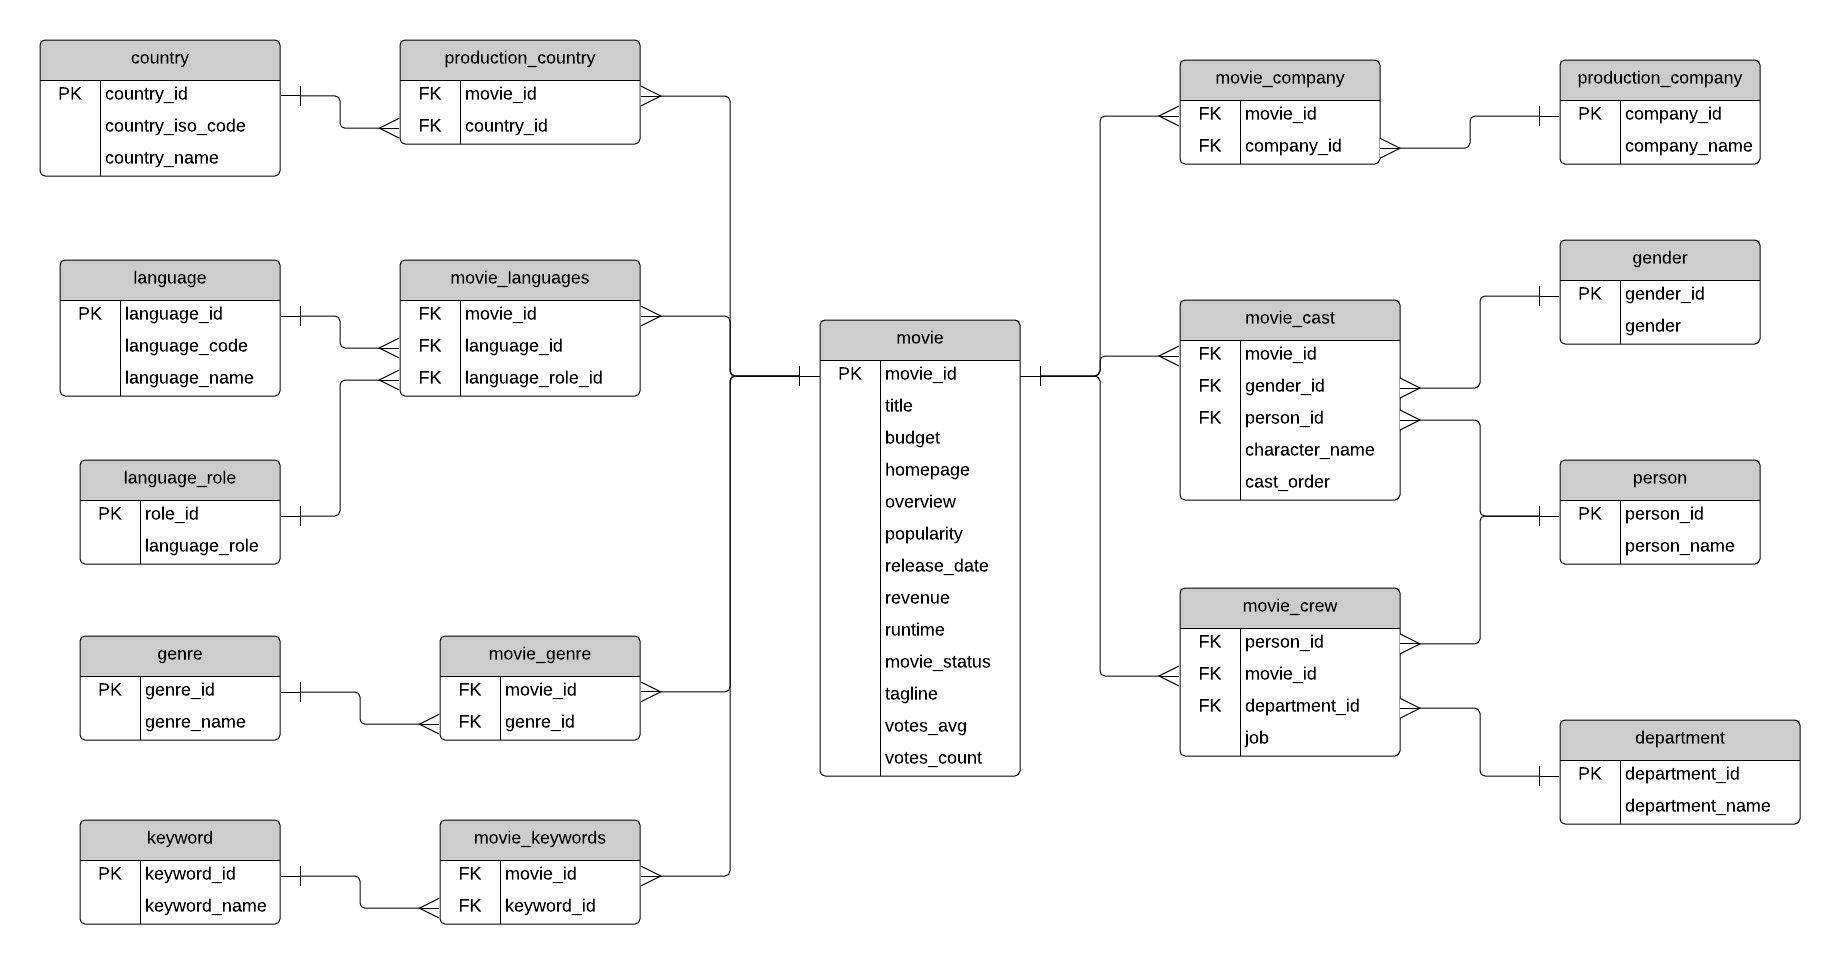 country
PK country_id
country_iso_code
country_name
production_country
FK movie_id
FK country_id
language
PK language_id
language_code
language_name
movie_languages
FK movie_id
FK language_id
FK language_role_id
language_role
PK role_id
language_role
genre
PK genre_id
genre_name
movie_genre
FK movie_id
FK genre_id
keyword
PK keyword_id
keyword_name
movie_keywords
FK movie_id
FK keyword_id
movie
PK movie_id
title
budget
homepage
overview
popularity
release_date
revenue
runtime
movie_status
tagline
votes_avg
votes_count
movie_company
FK movie_id
FK company_id
production_company
PK company_id
company_name
movie_cast
FK movie_id
FK gender_id
FK person_id
character_name
cast_order
gender
PK gender_id
gender
person
PK person_id
person_name
movie_crew
FK person_id
FK movie_id
FK department_id
job
department
PK department_id
department_name